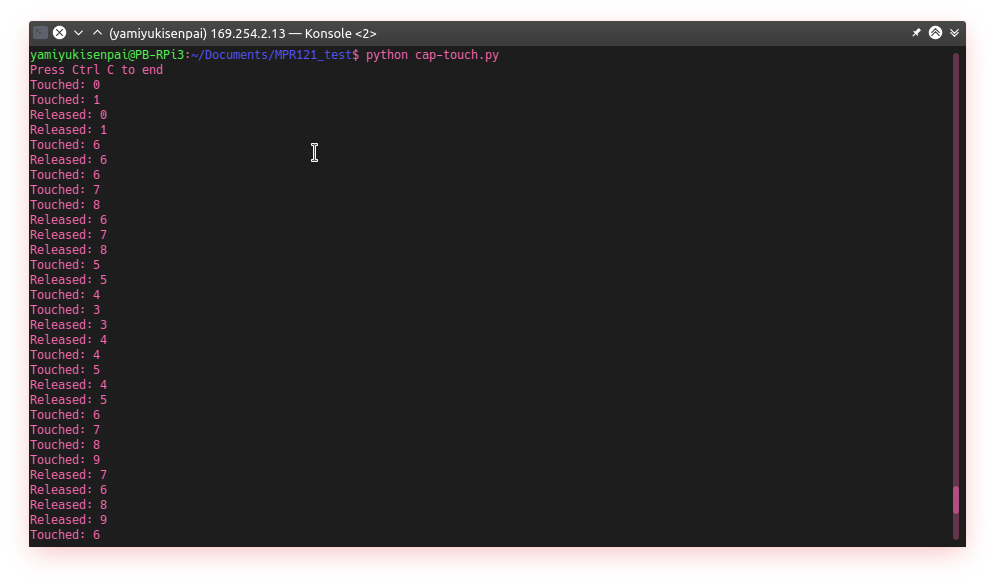 (yamiyukisenpai) 169.254.2.13 — Konsole <2>
yamiyukisenpai@PB-RPi3:~/Documents/MPR121_test$ python cap-touch.py
Press Ctrl C to end
Touched: 0
Touched: 1
Released: 0
Released: 1
Touched: 6
Released: 6
Touched: 6
Touched: 7
Touched: 8
Released: 6
Released: 7
Released: 8
Touched: 5
Released: 5
Touched: 4
Touched: 3
Released: 3
Released: 4
Touched: 4
Touched: 5
Released: 4
Released: 5
Touched: 6
Touched: 7
Touched: 8
Touched: 9
Released: 7
Released: 6
Released: 8
Released: 9
Touched: 6